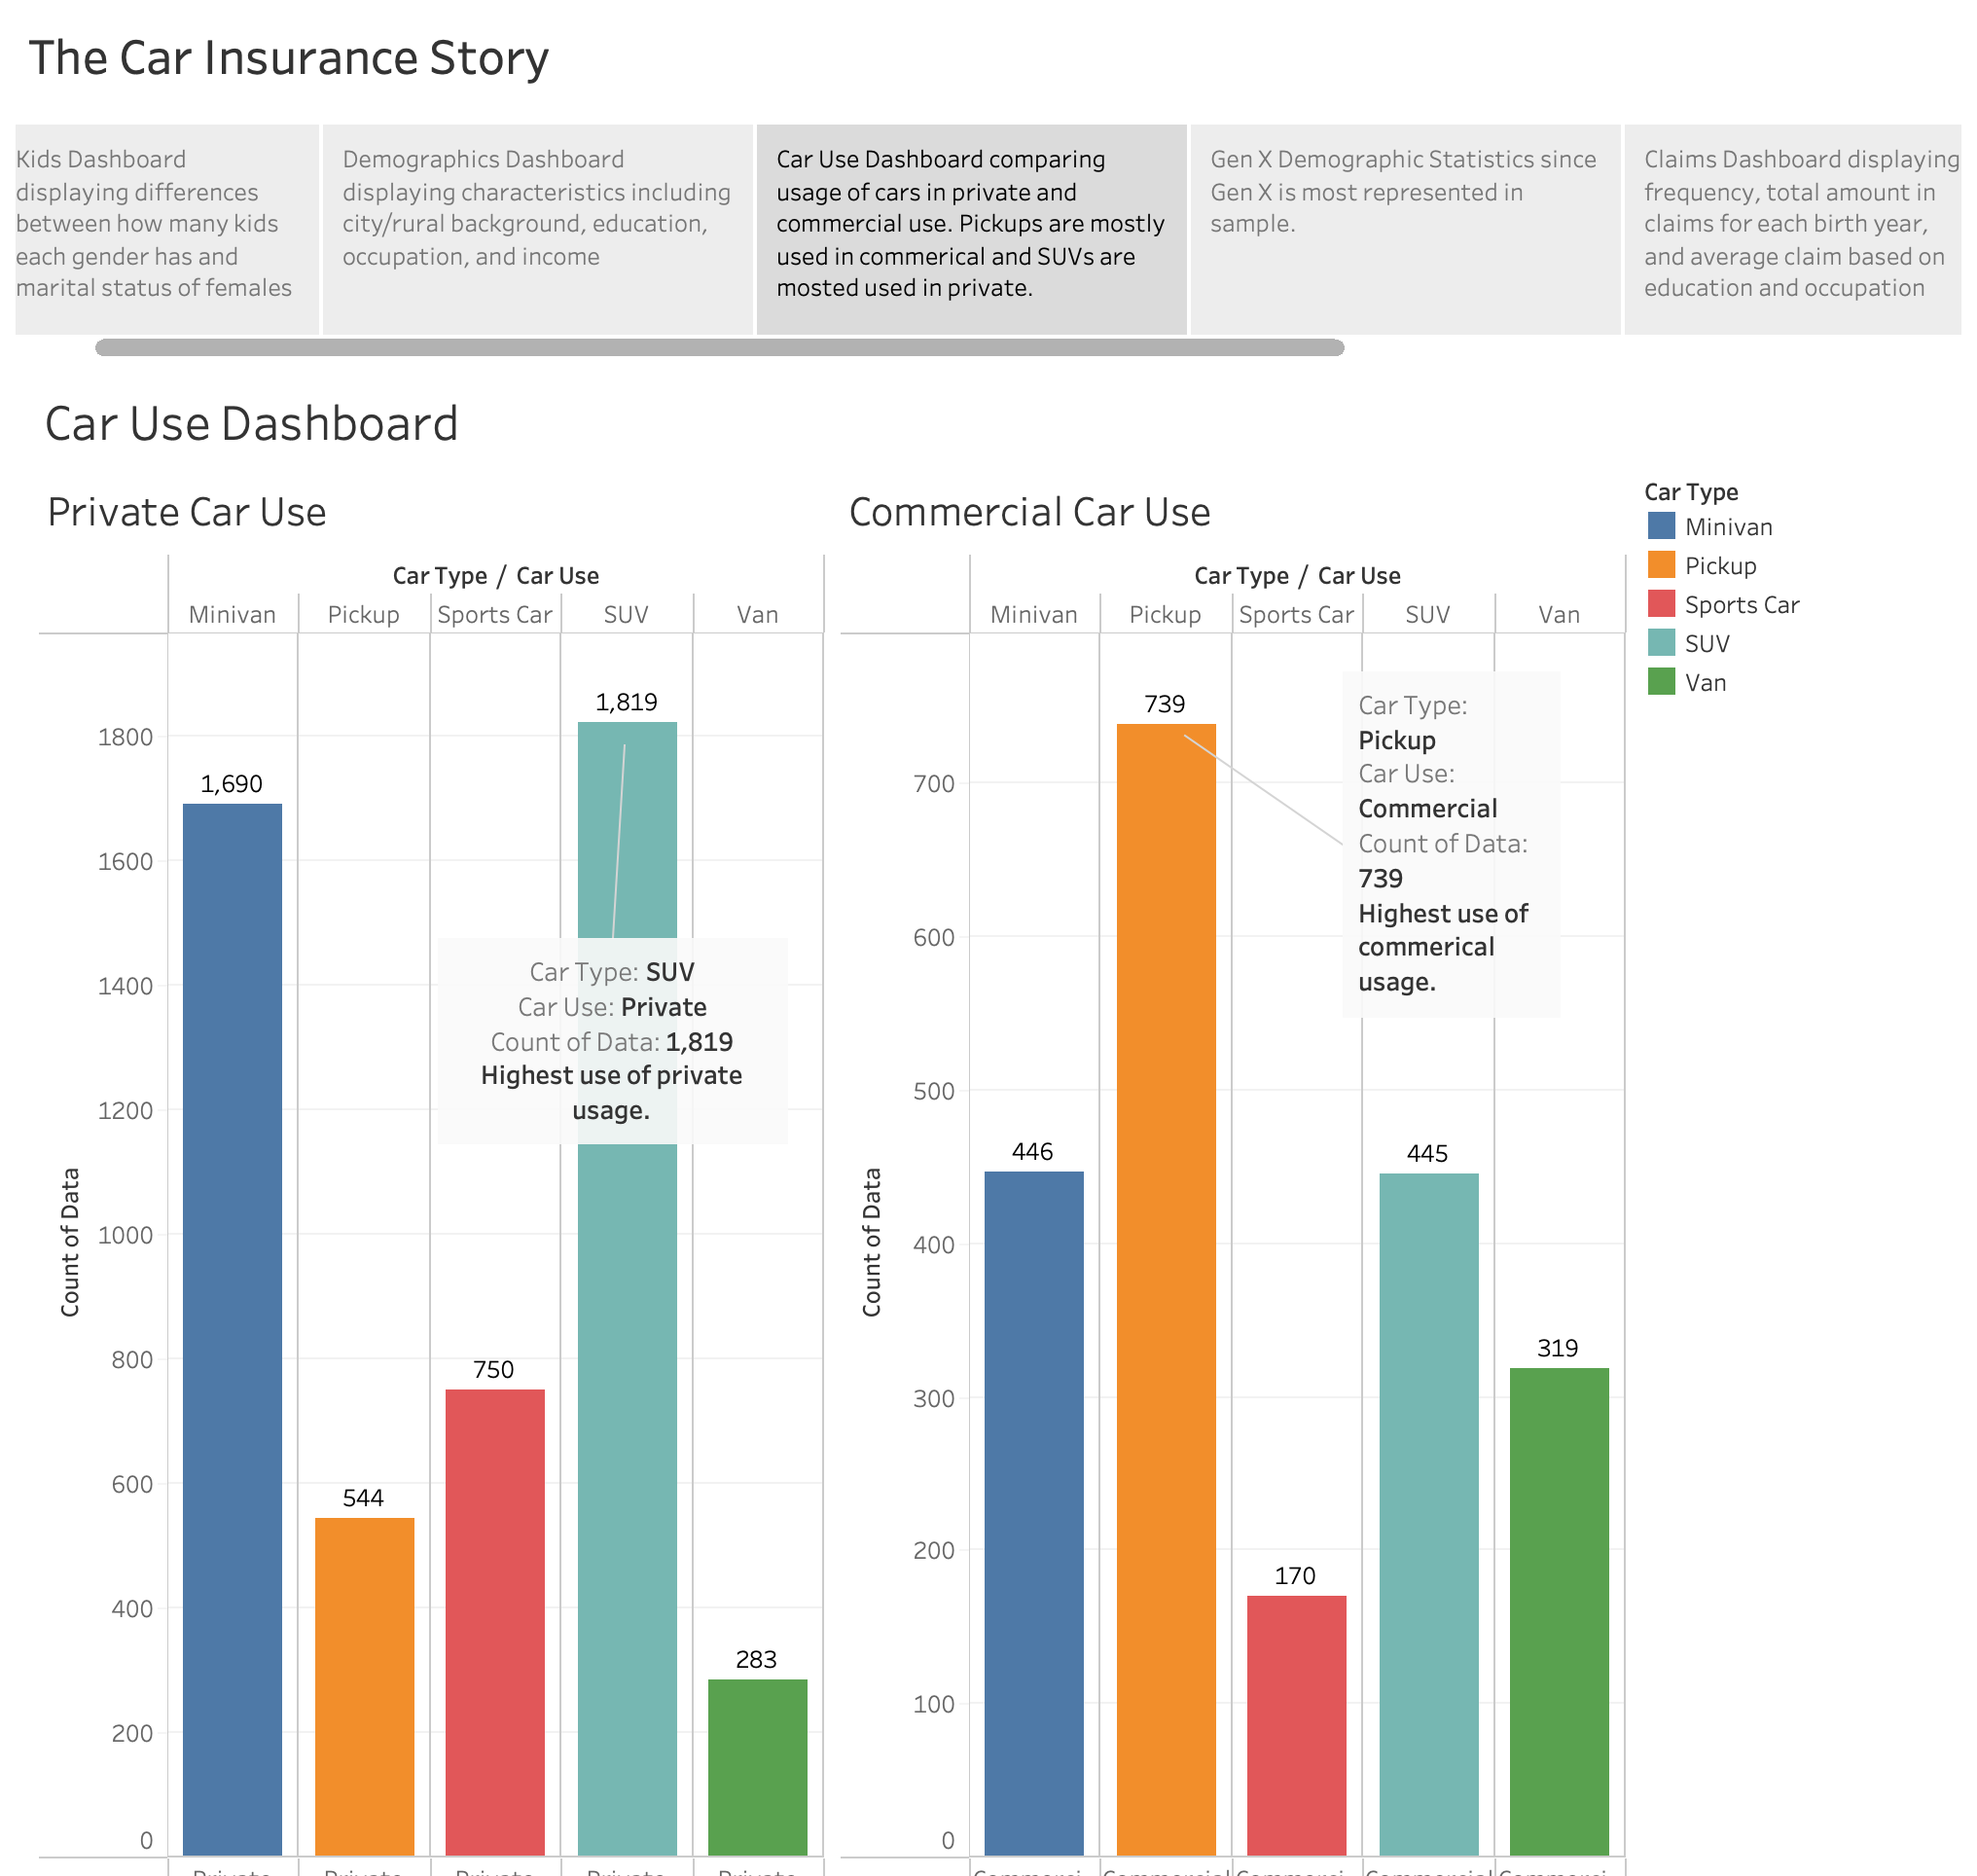 The Car Insurance Story
Kids Dashboard
displaying differences
between how many kids
each gender has and
marital status of females
Demographics Dashboard
displaying characteristics including
city/rural background, education,
occupation, and income
Car Use Dashboard comparing
usage of cars in private and
commercial use. Pickups are mostly
used in commerical and SUVs are
mosted used in private.
Gen X Demographic Statistics since
Gen X is most represented in
sample.
Claims Dashboard displaying
frequency, total amount in
claims for each birth year,
and average claim based on
education and occupation
Car Use Dashboard
Private Car Use
Car Type / Car Use
Minivan Pickup Sports Car SUV Van
1,819
1800
1,690
1600
1400
Car Type: SUV
Car Use: Private
Count of Data: 1,819
Highest use of private
usage.
1200
Count of Data
1000
800
750
600
544
400
283
200
0
Private Private Private Private Private
Commercial Car Use
Car Type / Car Use
Minivan Pickup Sports Car SUV Van
739
Car Type:
Pickup
Car Use:
Commercial
Count of Data:
739
Highest use of
commerical
usage.
700
600
500
446
445
Count of Data
400
319
300
200
170
100
0
Commerci.. Commercial Commerci.. Commercial Commerci..
Car Type
Minivan
Pickup
Sports Car
SUV
Van